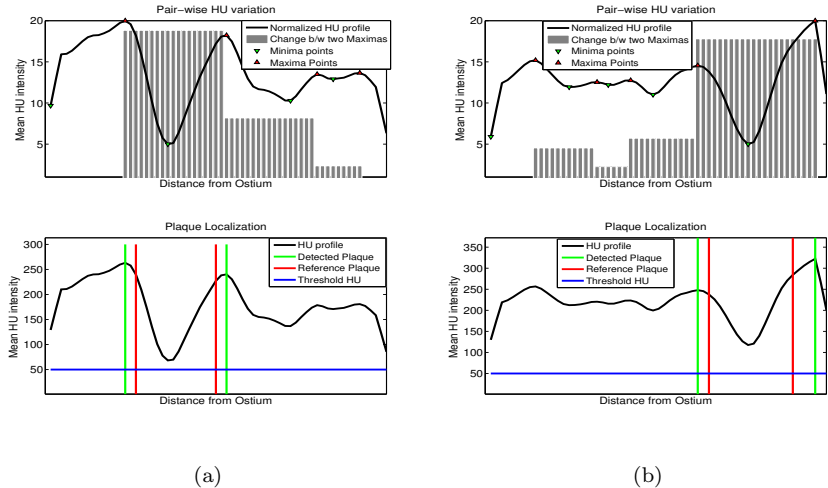 Pair−wise HU variation
20
15
10
5
Mean HU intensity
Normalized HU profile
Change b/w two Maximas
Minima points
Maxima Points
Distance from Ostium
Pair−wise HU variation
20
15
10
5
Mean HU intensity
Normalized HU profile
Change b/w two Maximas
Minima points
Maxima Points
Distance from Ostium
Plaque Localization
300
250
200
150
100
50
Mean HU intensity
HU profile
Detected Plaque
Reference Plaque
Threshold HU
Distance from Ostium
Plaque Localization
350
300
250
200
150
100
50
Mean HU intensity
HU profile
Detected Plaque
Reference Plaque
Threshold HU
Distance from Ostium
(a)
(b)